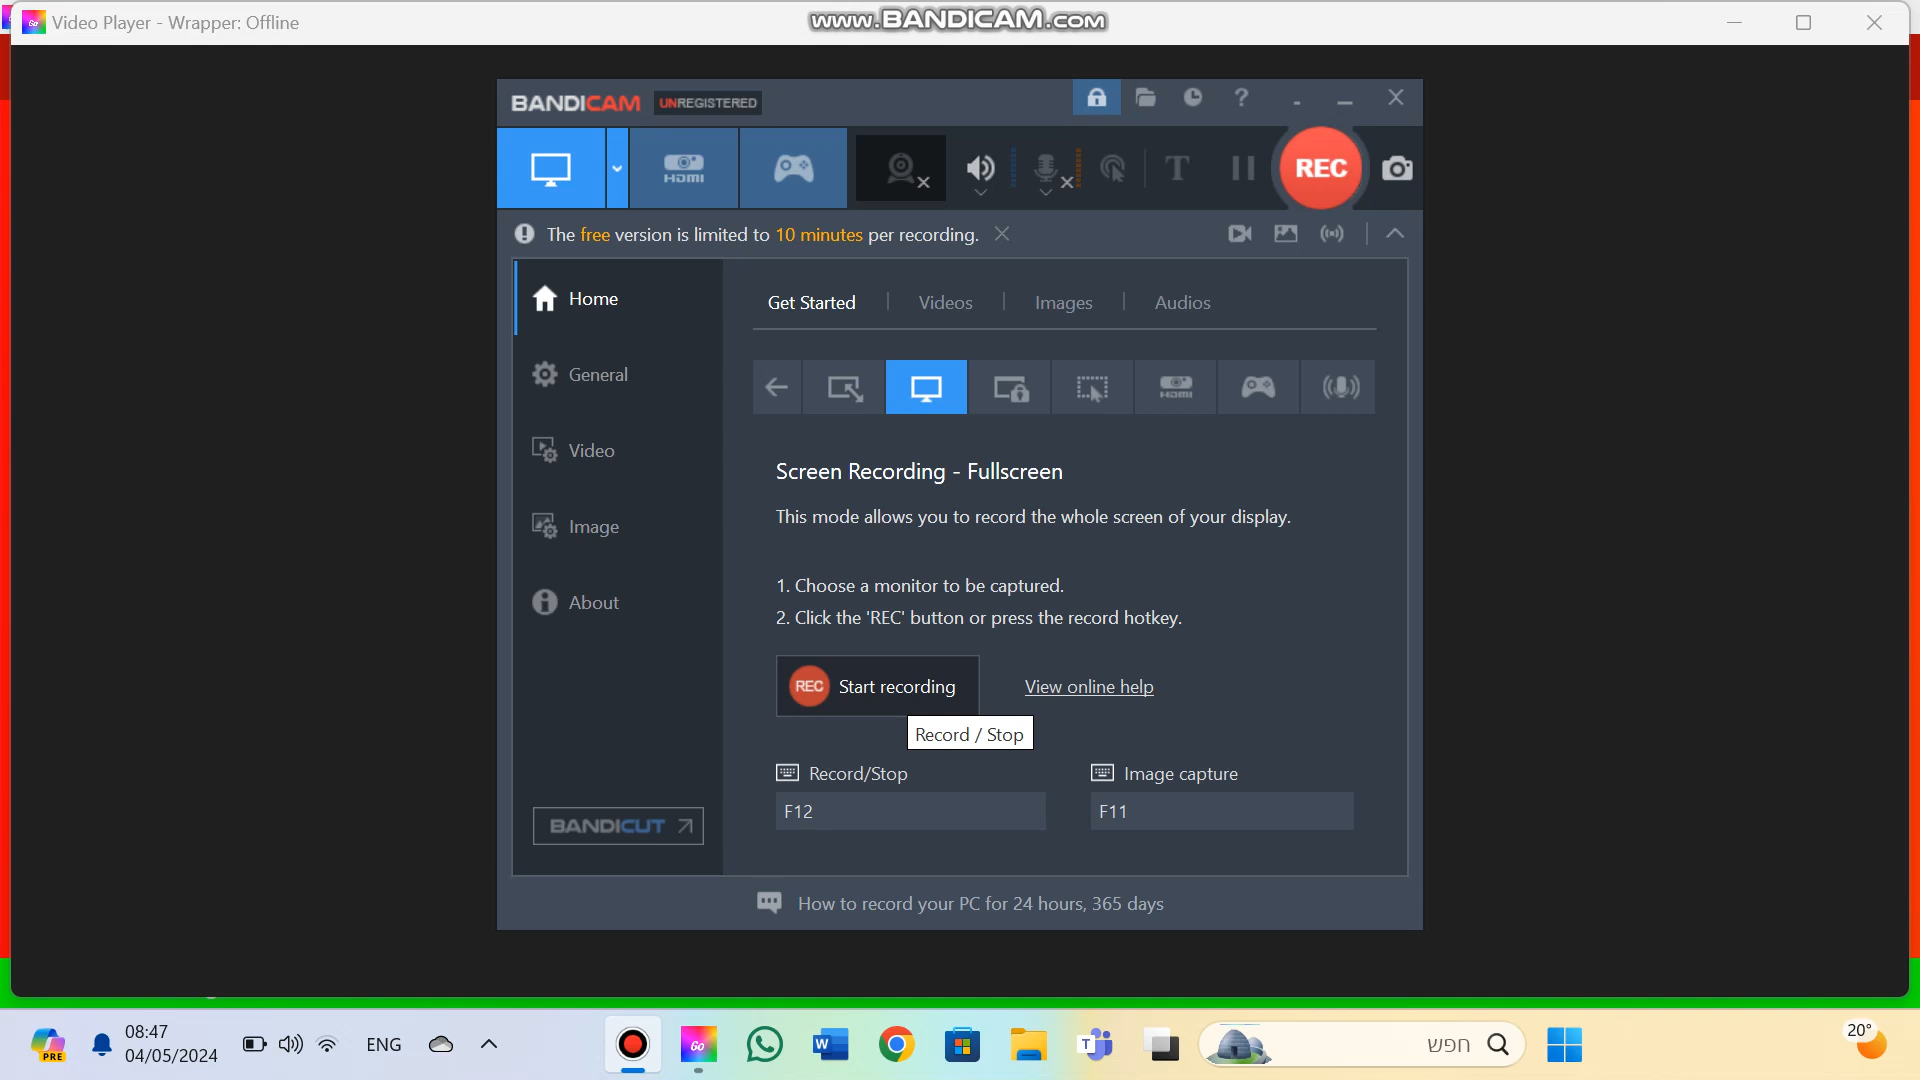 Video Player - Wrapper: Offline
www.BANDICAM.com
BANDICAM UNREGISTERED
HDMI
REC
The free version is limited to 10 minutes per recording.
Home
General
Video
Image
About
BANDICUT
Get Started
Videos
Images
Audios
HDMI
Screen Recording - Fullscreen
This mode allows you to record the whole screen of your display.
1. Choose a monitor to be captured.
2. Click the 'REC' button or press the record hotkey.
REC Start recording
View online help
Record / Stop
Record/Stop
Image capture
F12
F11
How to record your PC for 24 hours, 365 days
PRE
08:47
04/05/2024
ENG
Go
W
T
חפש
20°